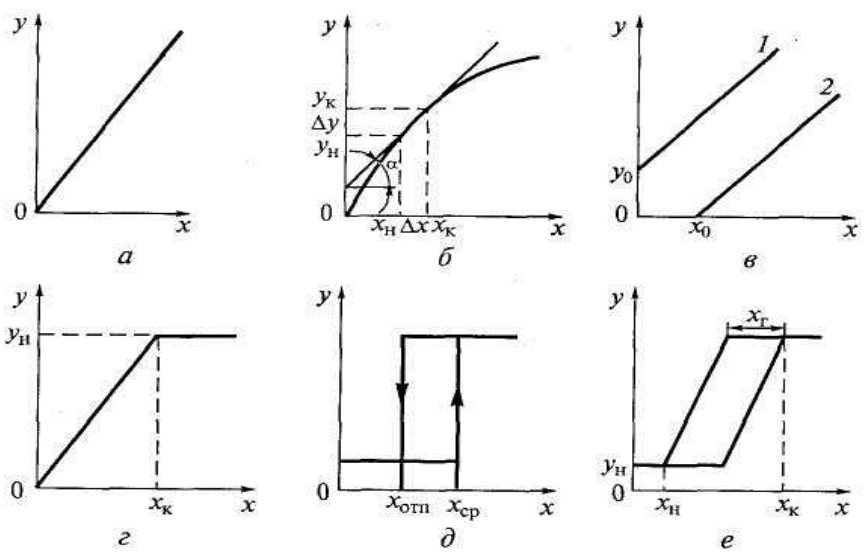 y
0
x
а
y
yк
Δy
yн
α
0
xн Δx xк
x
б
y
1
2
y0
0
x0
x
в
y
yн
0
xк
x
г
y
0
xотп
xср
x
д
y
xг
yн
0
xн
xк
x
е